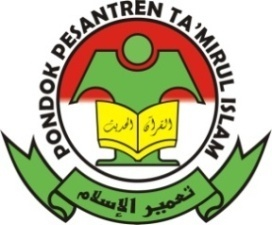 PONDOK PESANTREN TA'MIRUL ISLAM
القرآن الحديث
تعمير الإسلام